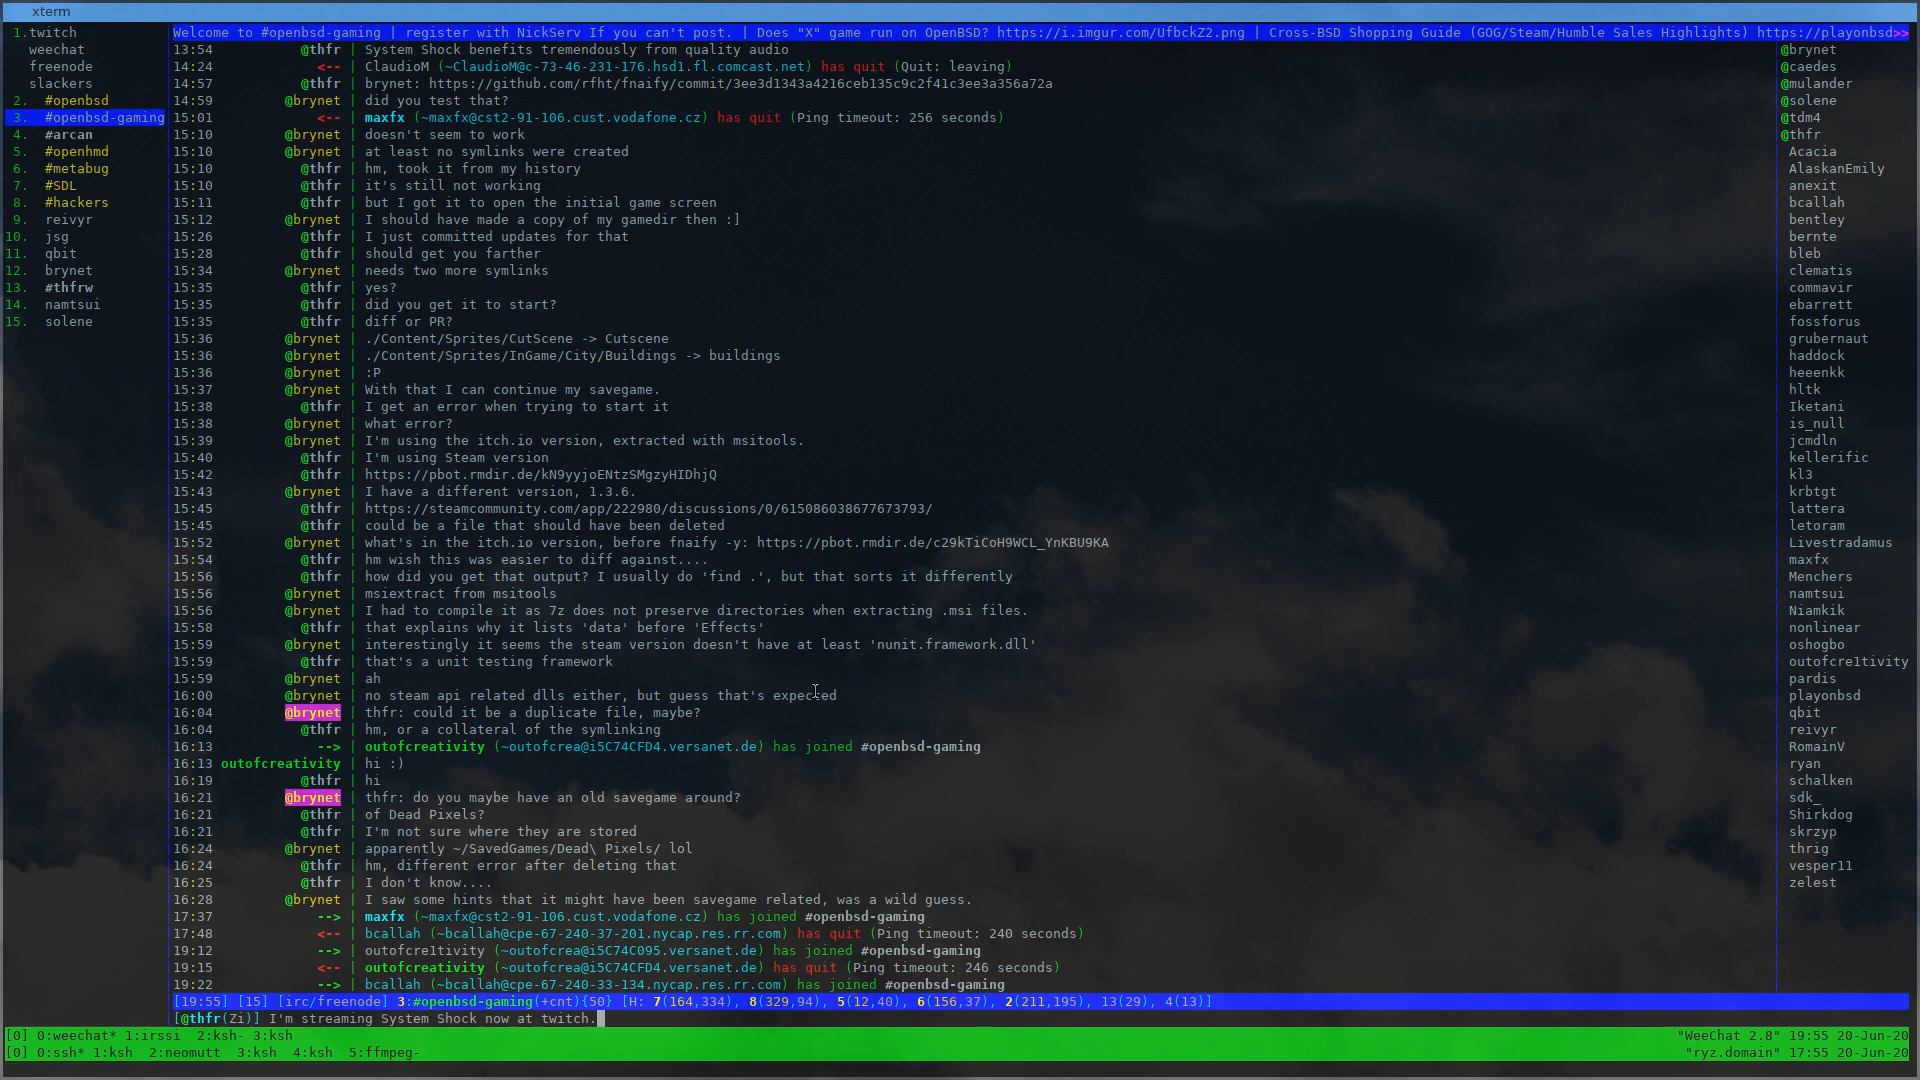 xterm
1.twitch
weechat
freenode
slackers
2. #openbsd
3. #openbsd-gaming
4. #arcan
5. #openhmd
6. #metabug
7. #SDL
8. #hackers
9. reivyr
10. jsg
11. qbit
12. brynet
13. #thfrw
14. namtsui
15. solene
Welcome to #openbsd-gaming | register with NickServ If you can't post. | Does "X" game run on OpenBSD? https://i.imgur.com/UfbckZ2.png | Cross-BSD Shopping Guide (GOG/Steam/Humble Sales Highlights) https://playonbsd>>
13:54 @thfr | System Shock benefits tremendously from quality audio
14:24 <-- | ClaudioM (~ClaudioM@c-73-46-231-176.hsd1.fl.comcast.net) has quit (Quit: leaving)
14:57 @thfr | brynet: https://github.com/rfht/fnaify/commit/3ee3d1343a4216ceb135c9c2f41c3ee3a356a72a
14:59 @brynet | did you test that?
15:01 <-- | maxfx (~maxfx@cst2-91-106.cust.vodafone.cz) has quit (Ping timeout: 256 seconds)
15:10 @brynet | doesn't seem to work
15:10 @brynet | at least no symlinks were created
15:10 @thfr | hm, took it from my history
15:10 @thfr | it's still not working
15:11 @thfr | but I got it to open the initial game screen
15:12 @brynet | I should have made a copy of my gamedir then :]
15:26 @thfr | I just committed updates for that
15:28 @thfr | should get you farther
15:34 @brynet | needs two more symlinks
15:35 @thfr | yes?
15:35 @thfr | did you get it to start?
15:35 @thfr | diff or PR?
15:36 @brynet | ./Content/Sprites/CutScene -> Cutscene
15:36 @brynet | ./Content/Sprites/InGame/City/Buildings -> buildings
15:36 @brynet | :P
15:37 @brynet | With that I can continue my savegame.
15:38 @thfr | I get an error when trying to start it
15:38 @brynet | what error?
15:39 @brynet | I'm using the itch.io version, extracted with msitools.
15:40 @thfr | I'm using Steam version
15:42 @thfr | https://pbot.rmdir.de/kN9yyjoENtzSMgzyHIDhjQ
15:43 @brynet | I have a different version, 1.3.6.
15:45 @thfr | https://steamcommunity.com/app/222980/discussions/0/615086038677673793/
15:45 @thfr | could be a file that should have been deleted
15:52 @brynet | what's in the itch.io version, before fnaify -y: https://pbot.rmdir.de/c29kTiCoH9WCL_YnKBU9KA
15:54 @thfr | hm wish this was easier to diff against....
15:56 @thfr | how did you get that output? I usually do 'find .', but that sorts it differently
15:56 @brynet | msiextract from msitools
15:56 @brynet | I had to compile it as 7z does not preserve directories when extracting .msi files.
15:58 @thfr | that explains why it lists 'data' before 'Effects'
15:59 @brynet | interestingly it seems the steam version doesn't have at least 'nunit.framework.dll'
15:59 @thfr | that's a unit testing framework
15:59 @brynet | ah
16:00 @brynet | no steam api related dlls either, but guess that's expected
16:04 @brynet | thfr: could it be a duplicate file, maybe?
16:04 @thfr | hm, or a collateral of the symlinking
16:13 --> | outofcreativity (~outofcrea@i5C74CFD4.versanet.de) has joined #openbsd-gaming
16:13 outofcreativity | hi :)
16:19 @thfr | hi
16:21 @brynet | thfr: do you maybe have an old savegame around?
16:21 @thfr | of Dead Pixels?
16:21 @thfr | I'm not sure where they are stored
16:24 @brynet | apparently ~/SavedGames/Dead\ Pixels/ lol
16:24 @thfr | hm, different error after deleting that
16:25 @thfr | I don't know....
16:28 @brynet | I saw some hints that it might have been savegame related, was a wild guess.
17:37 --> | maxfx (~maxfx@cst2-91-106.cust.vodafone.cz) has joined #openbsd-gaming
17:48 <-- | bcallah (~bcallah@cpe-67-240-37-201.nycap.res.rr.com) has quit (Ping timeout: 240 seconds)
19:12 --> | outofcre1tivity (~outofcrea@i5C74C095.versanet.de) has joined #openbsd-gaming
19:15 <-- | outofcreativity (~outofcrea@i5C74CFD4.versanet.de) has quit (Ping timeout: 246 seconds)
19:22 --> | bcallah (~bcallah@cpe-67-240-33-134.nycap.res.rr.com) has joined #openbsd-gaming
@brynet
@caedes
@mulander
@solene
@tdm4
@thfr
Acacia
AlaskanEmily
anexit
bcallah
bentley
bernte
bleb
clematis
commavir
ebarrett
fossforus
grubernaut
haddock
heeenkk
hltk
Iketani
is_null
jcmdln
kellerific
kl3
krbtgt
lattera
letoram
Livestradamus
maxfx
Menchers
namtsui
Niamkik
nonlinear
oshogbo
outofcre1tivity
pardis
playonbsd
qbit
reivyr
RomainV
ryan
schalken
sdk_
Shirkdog
skrzyp
thrig
vesper11
zelest
[19:55] [15] [irc/freenode] 3:#openbsd-gaming(+cnt){50} [H: 7(164,334), 8(329,94), 5(12,40), 6(156,37), 2(211,195), 13(29), 4(13)]
[@thfr(Zi)] I'm streaming System Shock now at twitch.
[0] 0:weechat* 1:irssi 2:ksh- 3:ksh "WeeChat 2.8" 19:55 20-Jun-20
[0] 0:ssh* 1:ksh 2:neomutt 3:ksh 4:ksh 5:ffmpeg- "ryz.domain" 17:55 20-Jun-20